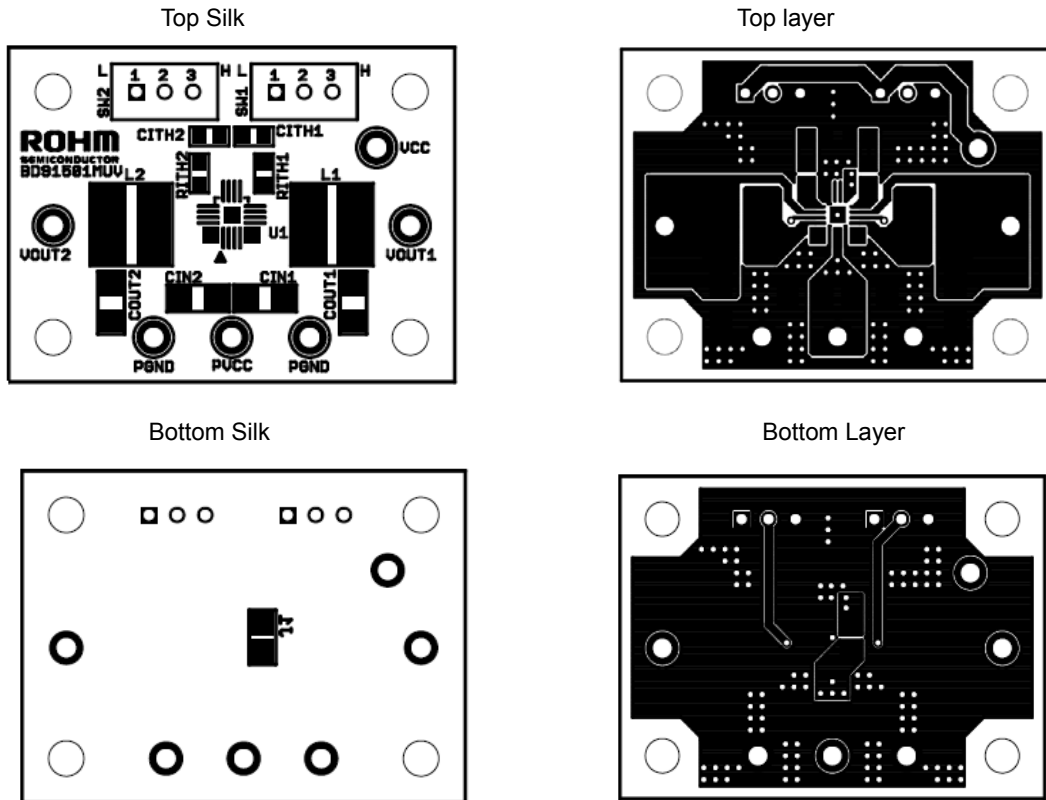 Top Silk
Top layer
L 1 2 3 H
SW2
L 1 2 3 H
SW1
CITH2
CITH1
ROHM
SEMICONDUCTOR
BD91501MUV
VCC
RITH2
RITH1
L2
L1
U1
VOUT2
VOUT1
COUT2
CIN2
CIN1
COUT1
PGND
PVCC
PGND
Bottom Silk
Bottom Layer